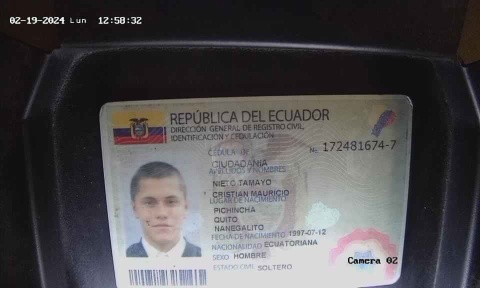 02-19-2024 Lun 12:58:32
REPÚBLICA DEL ECUADOR
DIRECCIÓN GENERAL DE REGISTRO CIVIL,
IDENTIFICACIÓN Y CEDULACIÓN
CÉDULA DE
No. 172481674-7
CIUDADANÍA
APELLIDOS Y NOMBRES
NIETO TAMAYO
CRISTIAN MAURICIO
LUGAR DE NACIMIENTO
PICHINCHA
QUITO
NANEGALITO
FECHA DE NACIMIENTO 1997-07-12
NACIONALIDAD ECUATORIANA
SEXO HOMBRE
ESTADO CIVIL SOLTERO
Camera 02